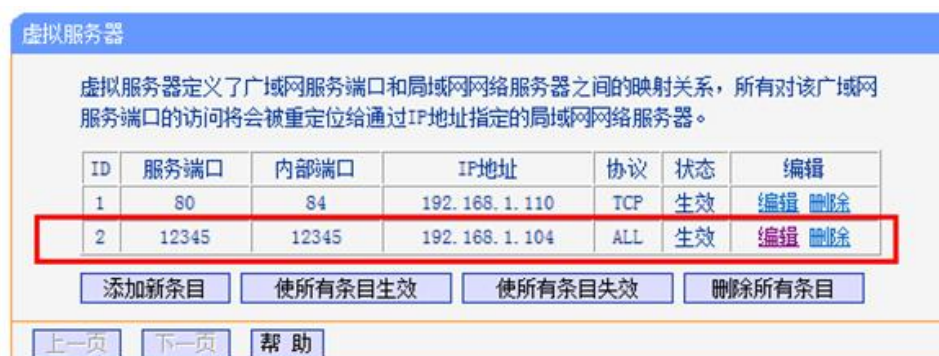 虚拟服务器
虚拟服务器定义了广域网服务端口和局域网网络服务器之间的映射关系，所有对该广域网
服务端口的访问将会被重定位给通过IP地址指定的局域网网络服务器。
ID 服务端口 内部端口 IP地址 协议 状态 编辑
1 80 84 192.168.1.110 TCP 生效 编辑 删除
2 12345 12345 192.168.1.104 ALL 生效 编辑 删除
添加新条目 使所有条目生效 使所有条目失效 删除所有条目
上一页 下一页 帮 助